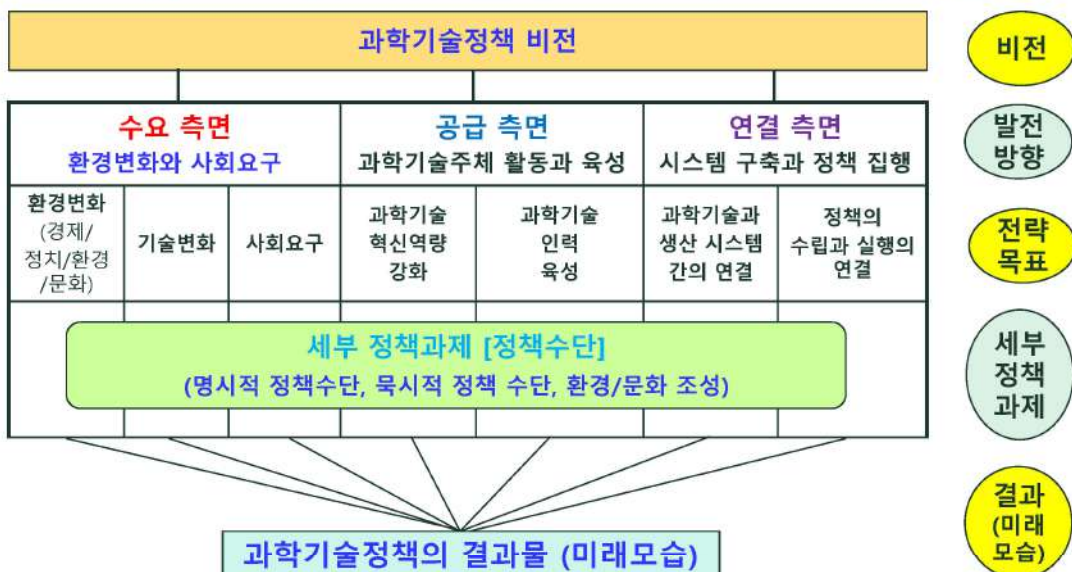 과학기술정책 비전
비전
수요 측면
환경변화와 사회요구
공급 측면
과학기술주체 활동과 육성
연결 측면
시스템 구축과 정책 집행
발전
방향
환경변화
(경제/
정치/환경
/문화)
기술변화
사회요구
과학기술
혁신역량
강화
과학기술
인력
육성
과학기술과
생산 시스템
간의 연결
정책의
수립과 실행의
연결
전략
목표
세부 정책과제 [정책수단]
(명시적 정책수단, 묵시적 정책 수단, 환경/문화 조성)
세부
정책
과제
과학기술정책의 결과물 (미래모습)
결과
(미래
모습)